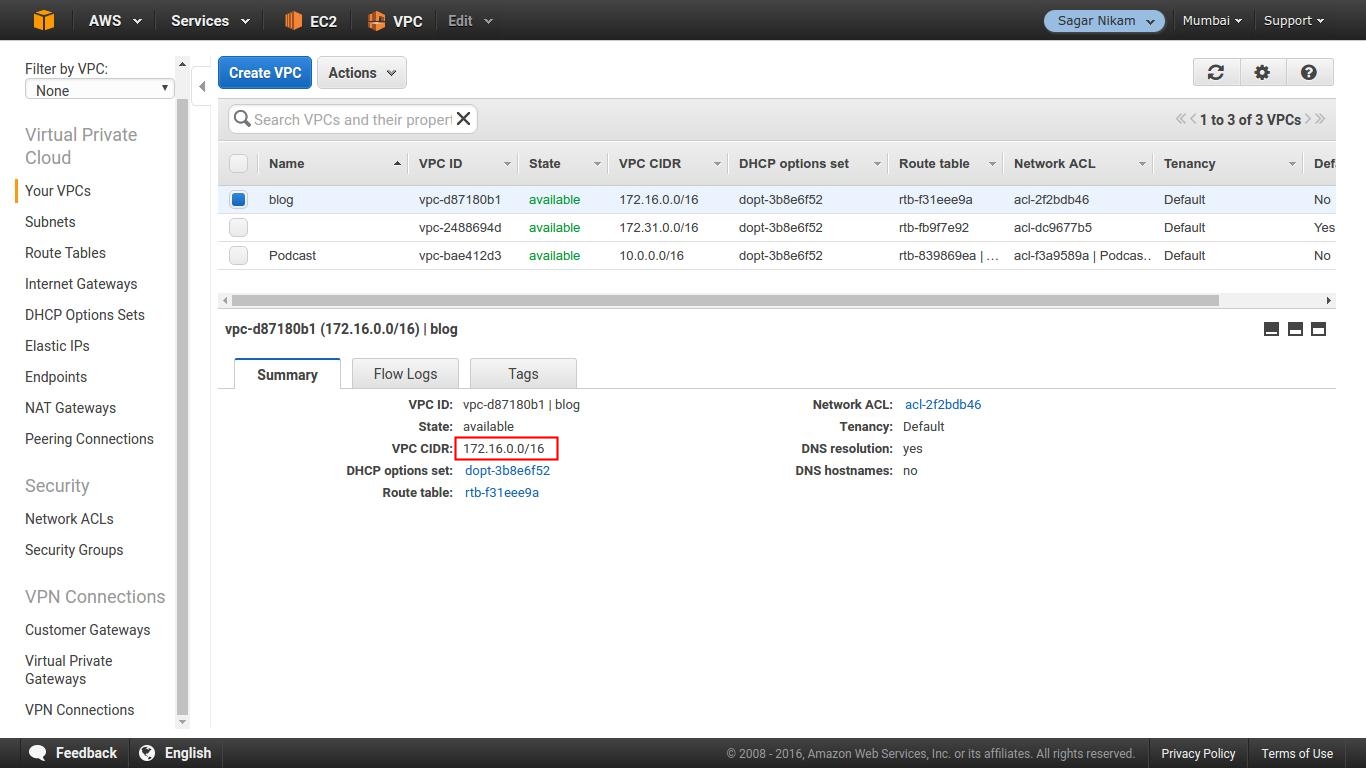 AWS Services EC2 VPC Edit Sagar Nikam Mumbai Support
Filter by VPC:
None
Virtual Private
Cloud
Your VPCs
Subnets
Route Tables
Internet Gateways
DHCP Options Sets
Elastic IPs
Endpoints
NAT Gateways
Peering Connections
Security
Network ACLs
Security Groups
VPN Connections
Customer Gateways
Virtual Private
Gateways
VPN Connections
Create VPC Actions
Search VPCs and their propert
1 to 3 of 3 VPCs
Name VPC ID State VPC CIDR DHCP options set Route table Network ACL Tenancy Def
blog vpc-d87180b1 available 172.16.0.0/16 dopt-3b8e6f52 rtb-f31eee9a acl-2f2bdb46 Default No
vpc-2488694d available 172.31.0.0/16 dopt-3b8e6f52 rtb-fb9f7e92 acl-dc9677b5 Default Yes
Podcast vpc-bae412d3 available 10.0.0.0/16 dopt-3b8e6f52 rtb-839869ea | ... acl-f3a9589a | Podcas.. Default No
vpc-d87180b1 (172.16.0.0/16) | blog
Summary Flow Logs Tags
VPC ID: vpc-d87180b1 | blog
State: available
VPC CIDR: 172.16.0.0/16
DHCP options set: dopt-3b8e6f52
Route table: rtb-f31eee9a
Network ACL: acl-2f2bdb46
Tenancy: Default
DNS resolution: yes
DNS hostnames: no
Feedback English © 2008 - 2016, Amazon Web Services, Inc. or its affiliates. All rights reserved. Privacy Policy Terms of Use